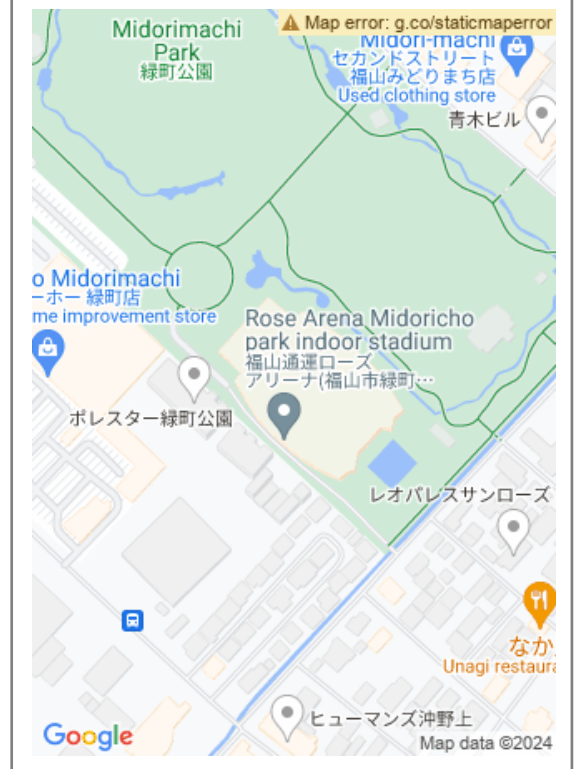 Map error: g.co/staticmaperror
Midorimachi
Park
緑町公園
Midori-machi
セカンドストリート
福山みどりまち店
Used clothing store
青木ビル
o Midorimachi
ーホー 緑町店
me improvement store
Rose Arena Midoricho
park indoor stadium
福山通運ローズ
アリーナ(福山市緑町…
ポレスター緑町公園
レオパレスサンローズ
なか
Unagi restaura
ヒューマンズ沖野上
Google
Map data ©2024